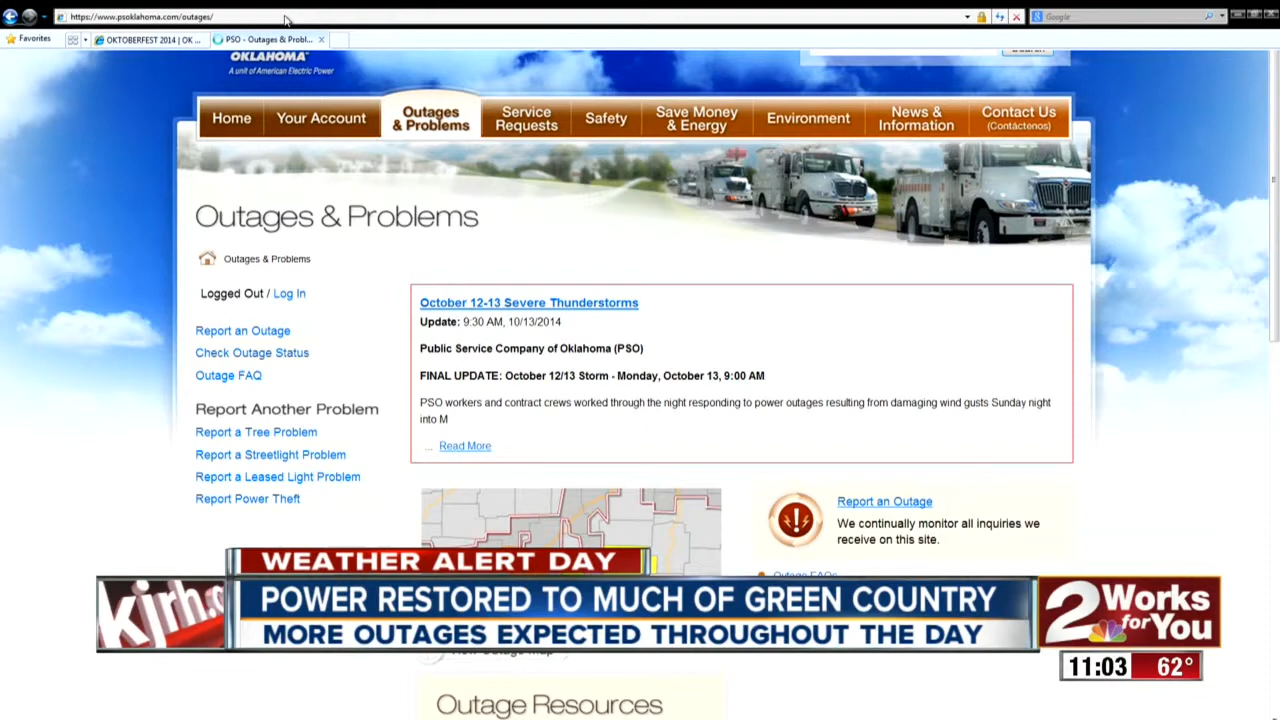 https://www.psoklahoma.com/outages/
Google
Favorites
OKTOBERFEST 2014 | OK ...
PSO - Outages & Probl...
OKLAHOMA
A unit of American Electric Power
Search
Home
Your Account
Outages & Problems
Service Requests
Safety
Save Money & Energy
Environment
News & Information
Contact Us (Contáctenos)
Outages & Problems
Outages & Problems
Logged Out / Log In
Report an Outage
Check Outage Status
Outage FAQ
Report Another Problem
Report a Tree Problem
Report a Streetlight Problem
Report a Leased Light Problem
Report Power Theft
October 12-13 Severe Thunderstorms
Update: 9:30 AM, 10/13/2014
Public Service Company of Oklahoma (PSO)
FINAL UPDATE: October 12/13 Storm - Monday, October 13, 9:00 AM
PSO workers and contract crews worked through the night responding to power outages resulting from damaging wind gusts Sunday night
into M
... Read More
Report an Outage
We continually monitor all inquiries we
receive on this site.
Outage FAQs
WEATHER ALERT DAY
kjrh.c
POWER RESTORED TO MUCH OF GREEN COUNTRY
MORE OUTAGES EXPECTED THROUGHOUT THE DAY
2 Works for You
View Outage Map
11:03 62°
Outage Resources